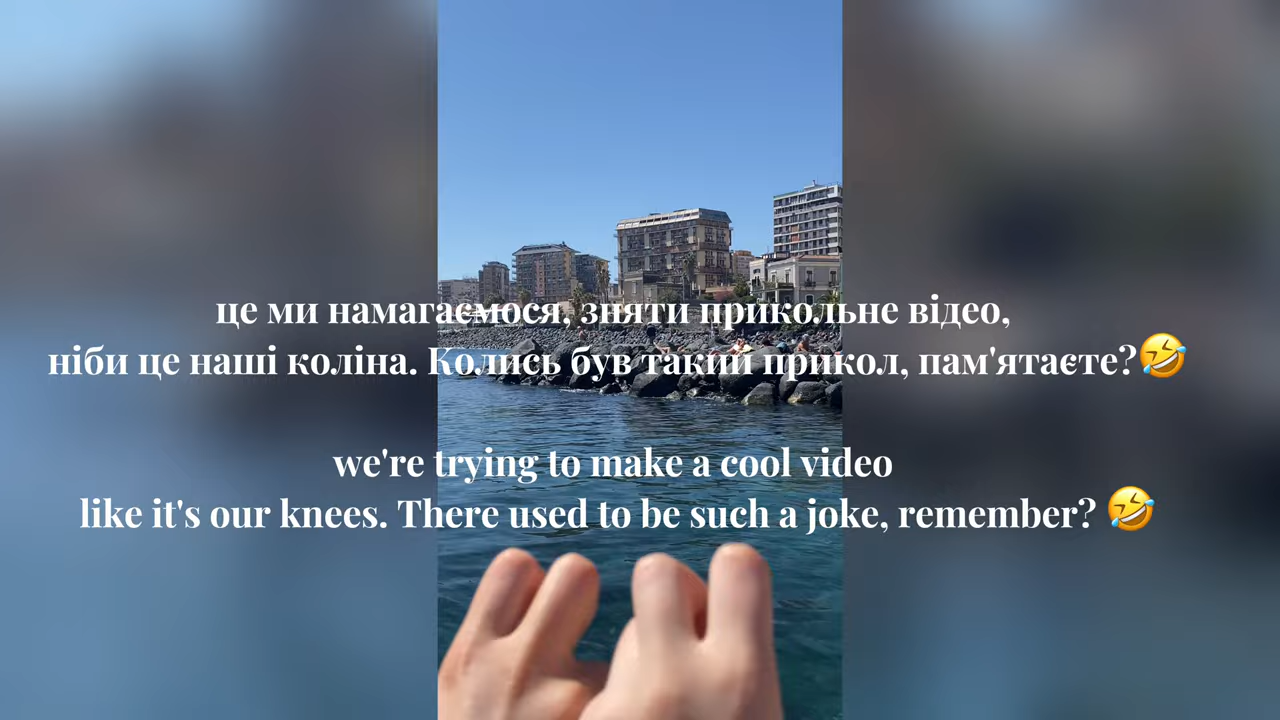 це ми намагаємося, зняти прикольне відео,
ніби це наші коліна. Колись був такий прикол, пам'ятаєте?🤣
we're trying to make a cool video
like it's our knees. There used to be such a joke, remember? 🤣